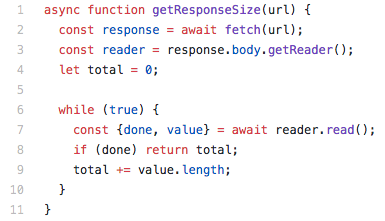 1 async function getResponseSize(url) {
2   const response = await fetch(url);
3   const reader = response.body.getReader();
4   let total = 0;
5
6   while (true) {
7     const {done, value} = await reader.read();
8     if (done) return total;
9     total += value.length;
10   }
11 }